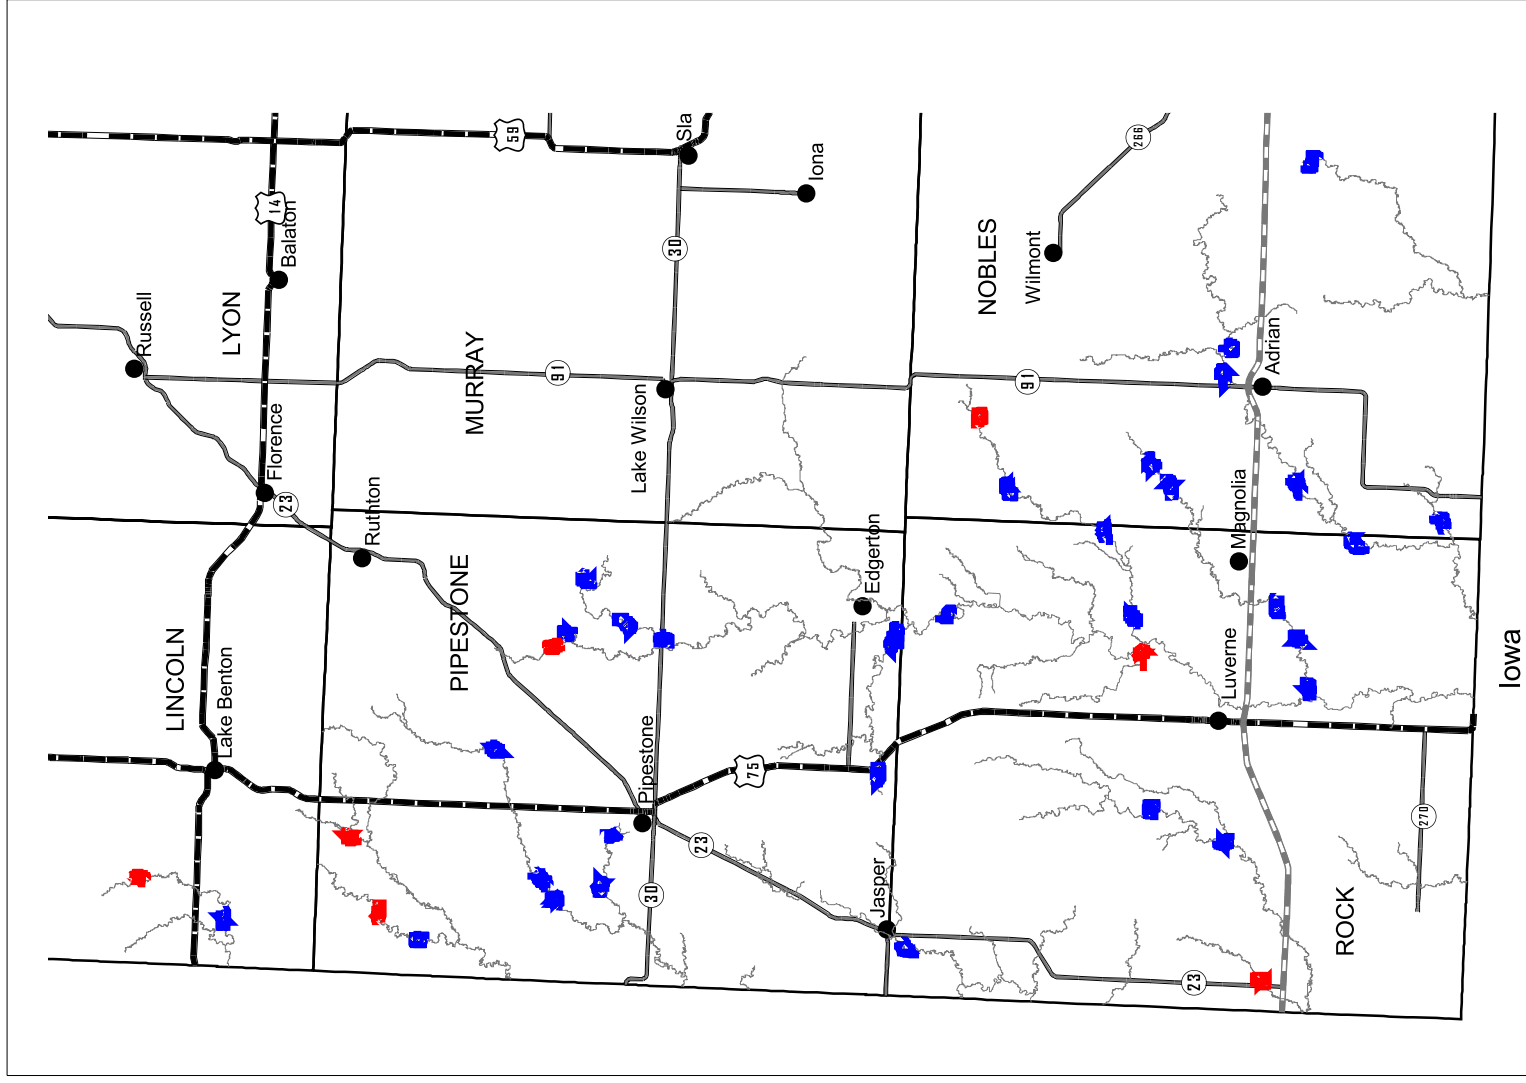 59
Sla
Iona
14
Balaton
266
30
NOBLES
Wilmont
Russell
LYON
MURRAY
91
91
Adrian
Lake Wilson
Florence
23
Ruthton
Magnolia
Edgerton
PIPESTONE
LINCOLN
Lake Benton
Luverne
Iowa
Pipestone
75
23
270
30
Jasper
ROCK
23